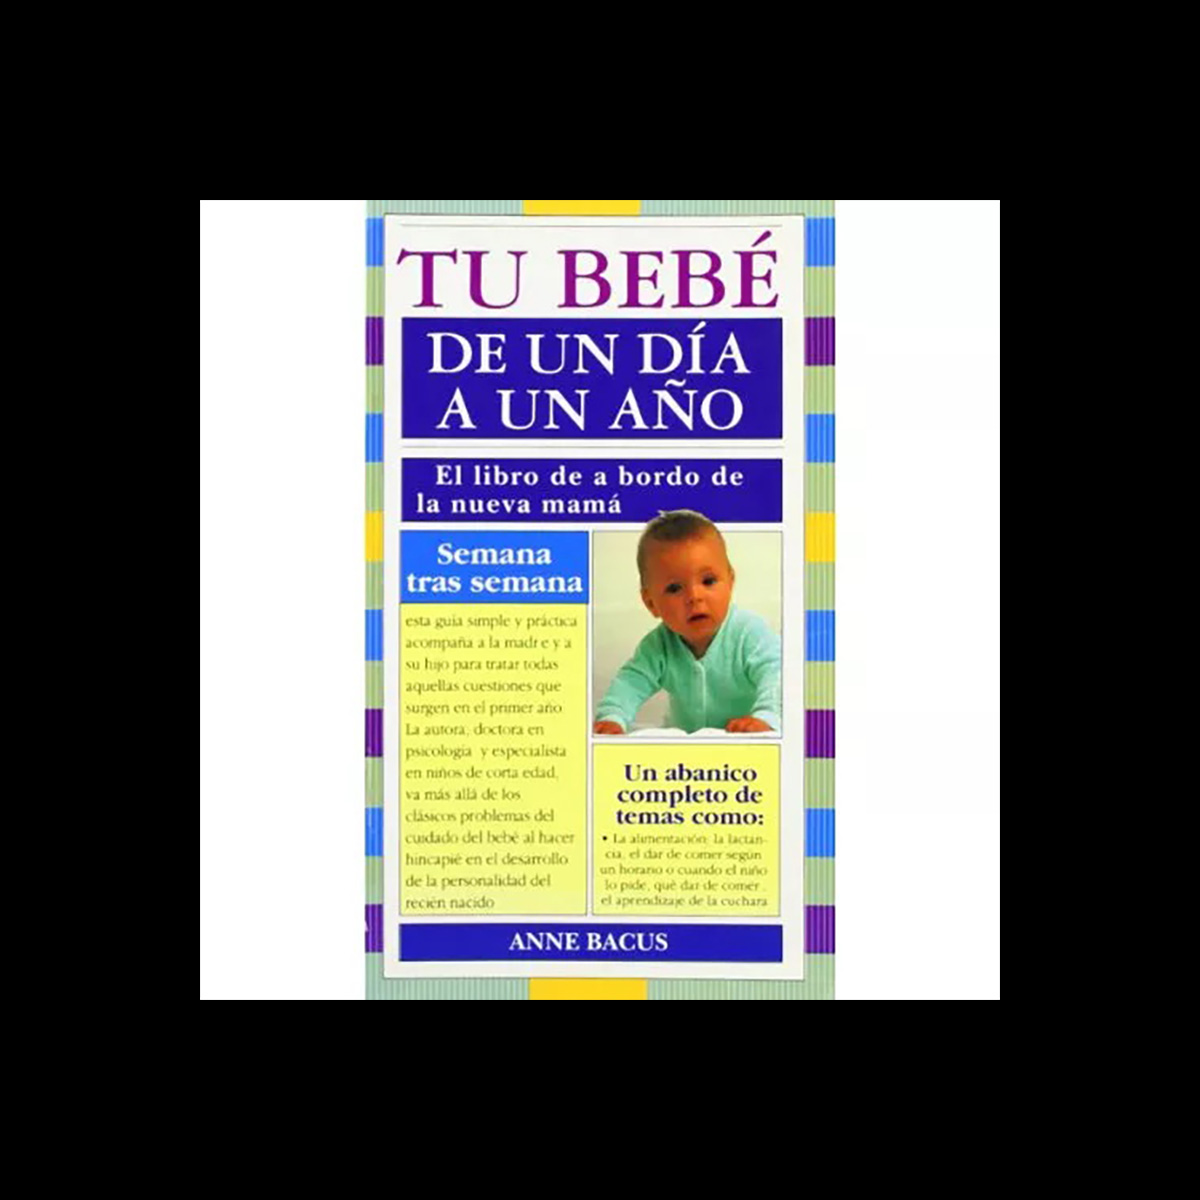 TU BEBÉ
DE UN DÍA
A UN AÑO
El libro de a bordo de
la nueva mamá
Semana
tras semana
esta guía simple y práctica
acompaña a la madre y a
su hijo para tratar todas
aquellas cuestiones que
surgen en el primer año
La autora, doctora en
psicología y especialista
en niños de corta edad,
va más allá de los
clásicos problemas del
cuidado del bebé al hacer
hincapié en el desarrollo
de la personalidad del
recién nacido
Un abanico
completo de
temas como:
• La alimentación: la lactan-
cia, el dar de comer según
un horario o cuando el niño
lo pide, qué dar de comer,
el aprendizaje de la cuchara
ANNE BACUS